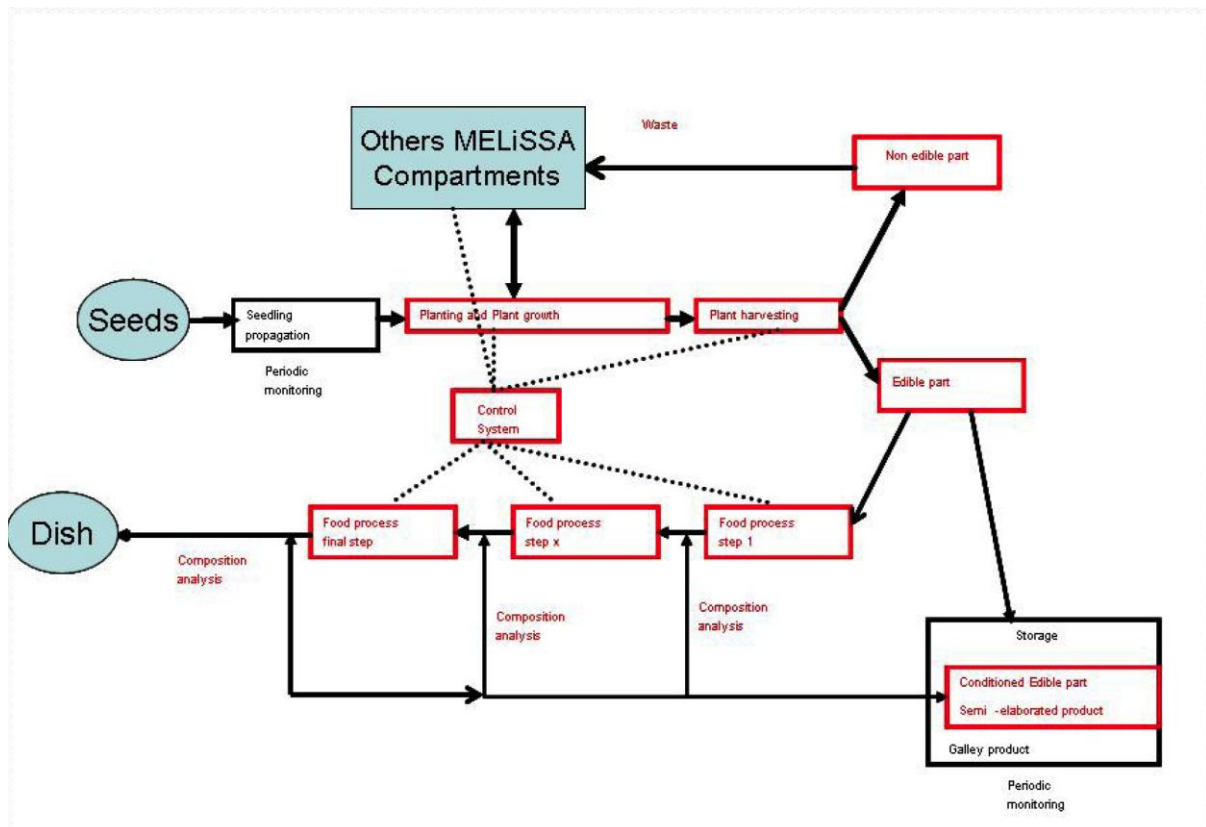 Others MELiSSA
Compartments
Waste
Non edible part
Seeds
Seedling
propagation
Planting and Plant growth
Plant harvesting
Periodic
monitoring
Edible part
Control
System
Dish
Food process
final step
Food process
step x
Food process
step 1
Composition
analysis
Composition
analysis
Composition
analysis
Storage
Conditioned Edible part
Semi -elaborated product
Galley product
Periodic
monitoring